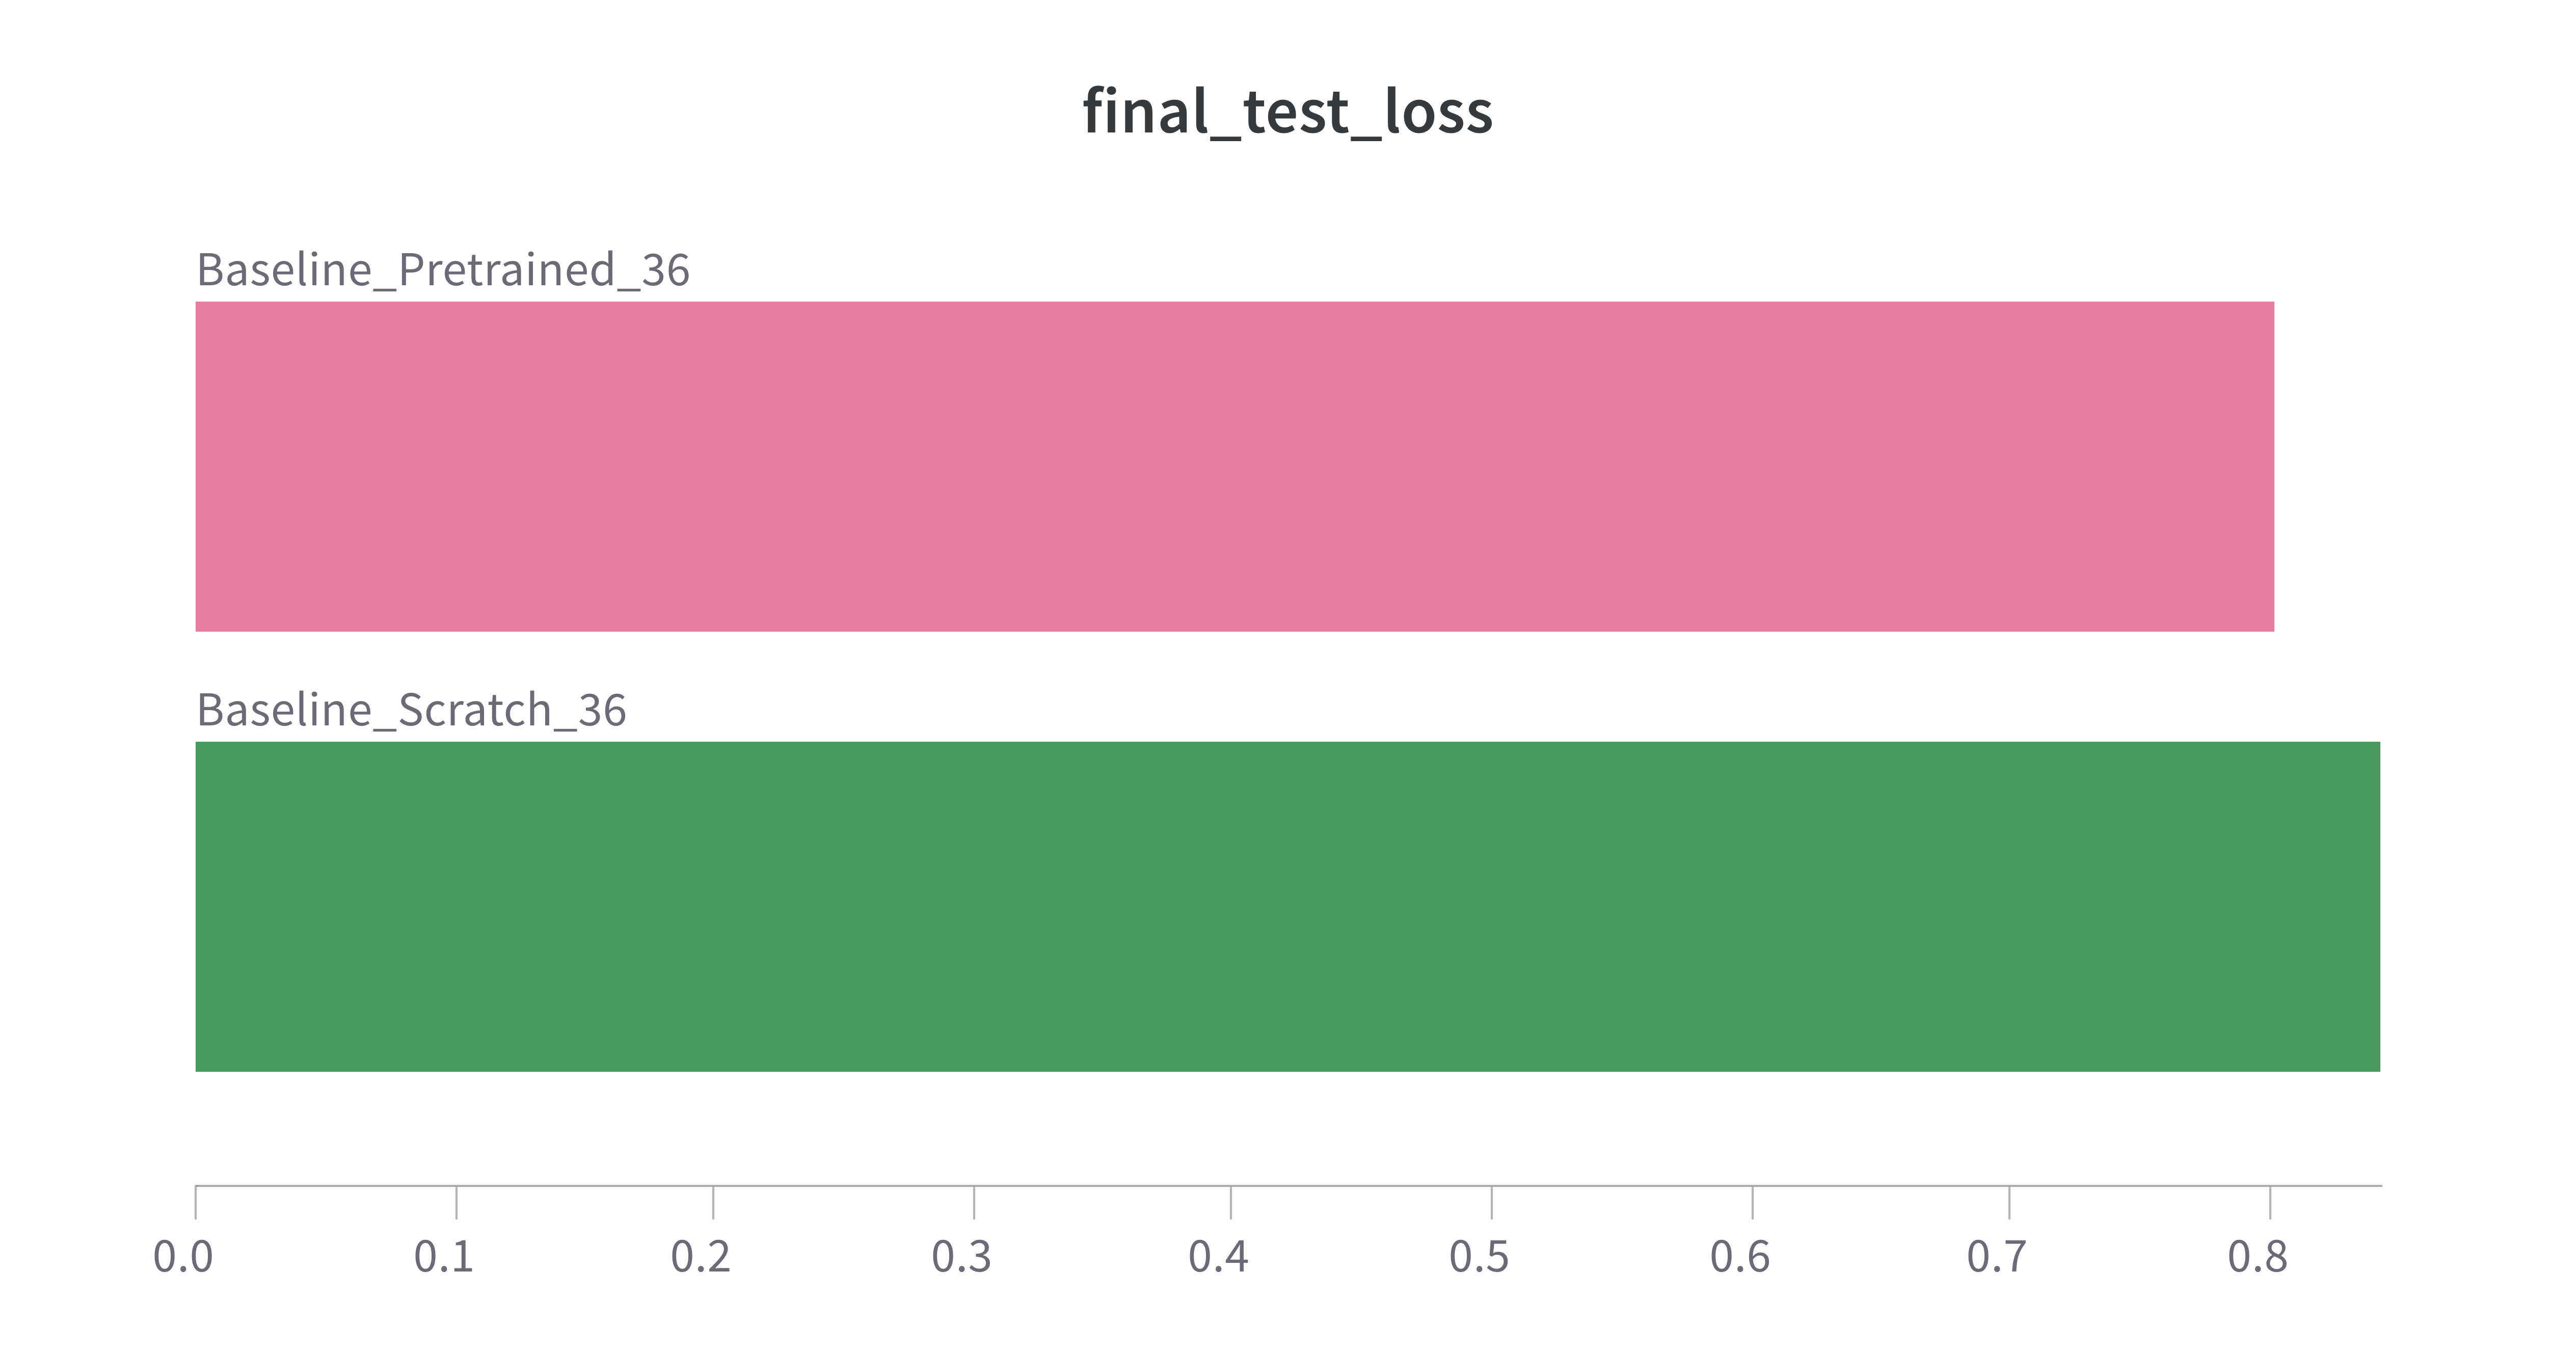 final_test_loss
Baseline_Pretrained_36
Baseline_Scratch_36
0.0 0.1 0.2 0.3 0.4 0.5 0.6 0.7 0.8